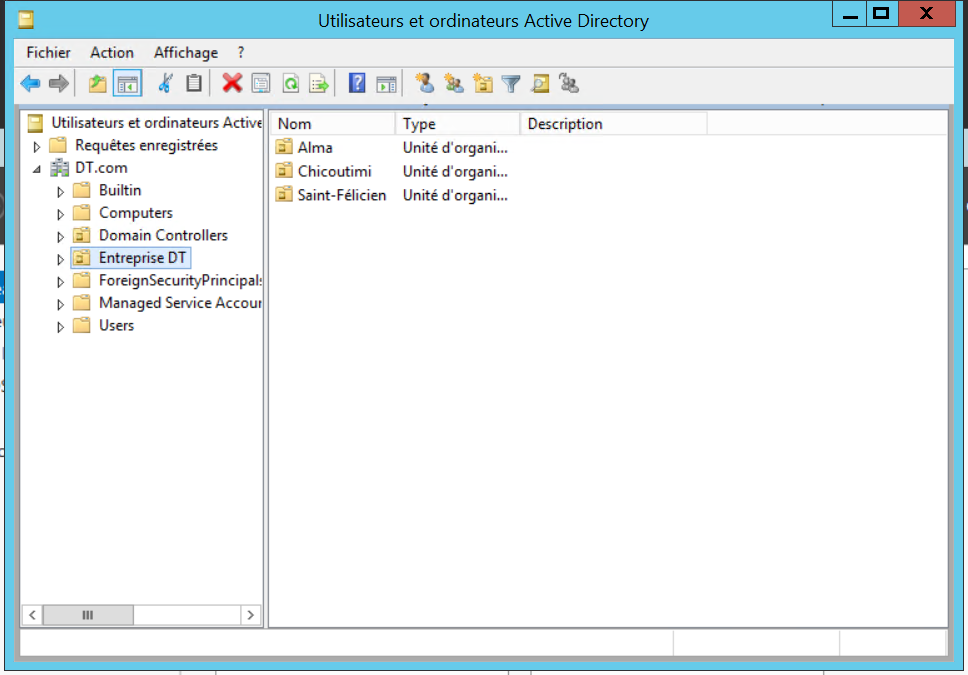 Utilisateurs et ordinateurs Active Directory
Fichier Action Affichage ?
Utilisateurs et ordinateurs Active
Requêtes enregistrées
DT.com
Builtin
Computers
Domain Controllers
Entreprise DT
ForeignSecurityPrincipals
Managed Service Accour
Users
Nom Type Description
Alma Unité d'organi...
Chicoutimi Unité d'organi...
Saint-Félicien Unité d'organi...